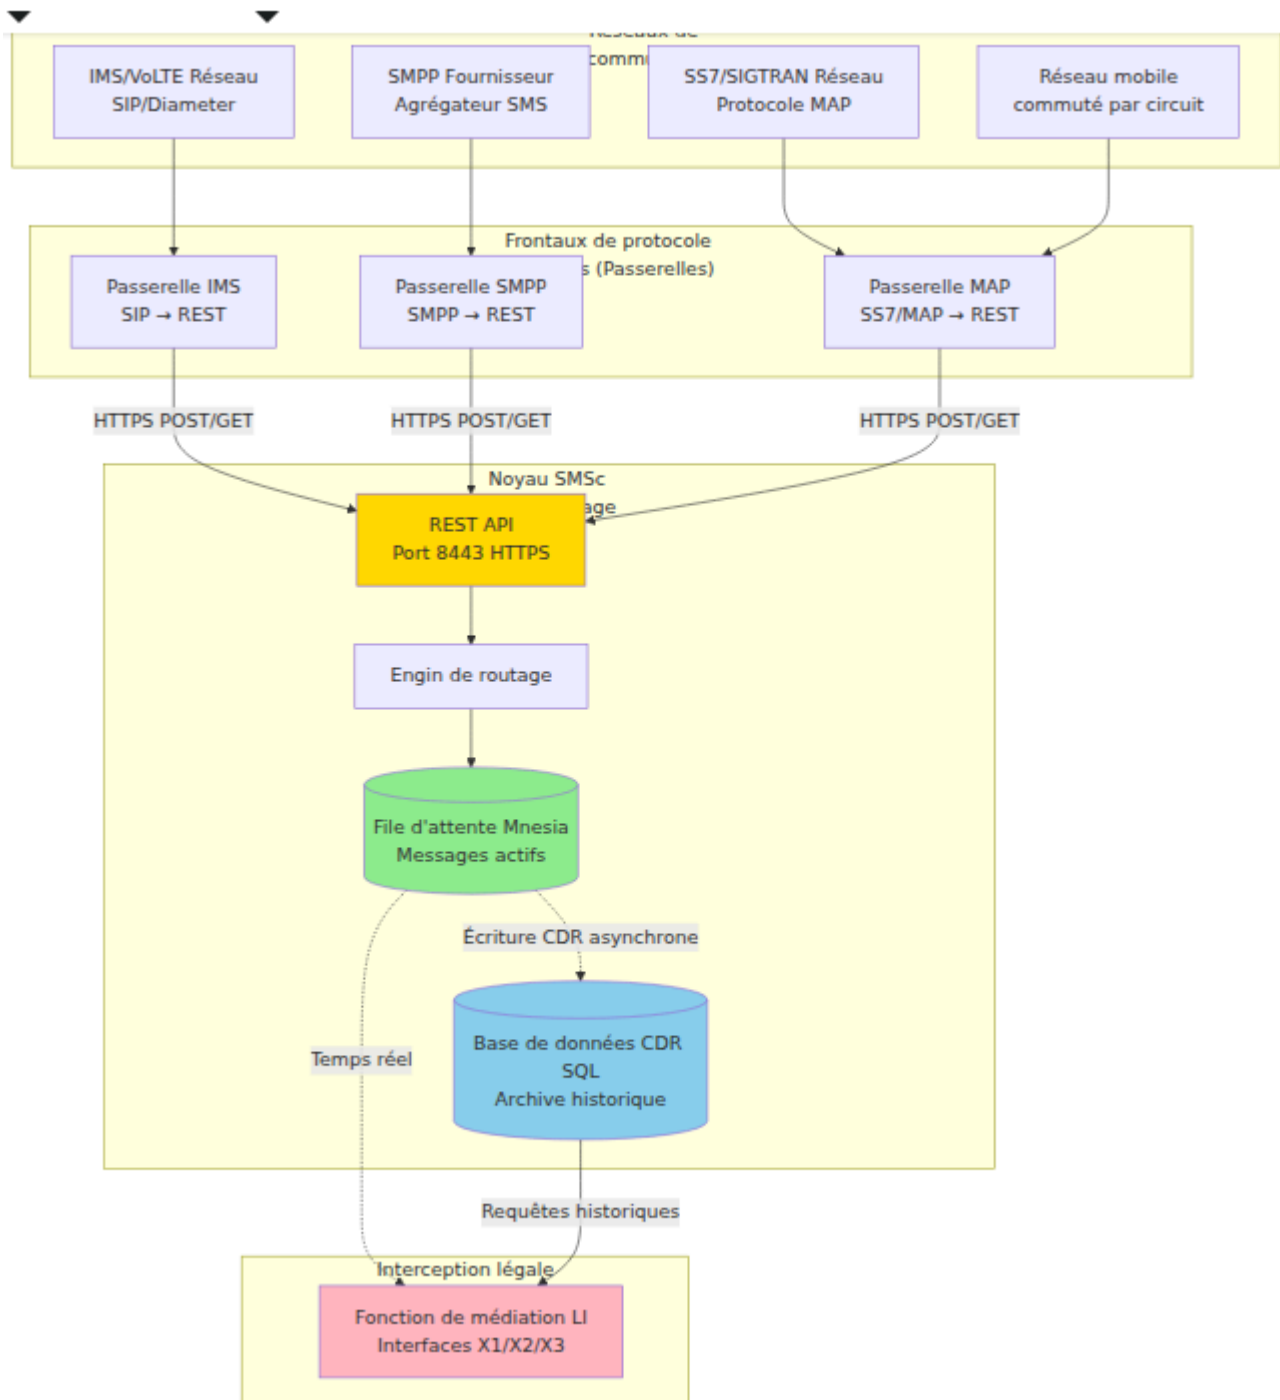 IMS/VoLTE Réseau
SIP/Diameter
SMPP Fournisseur
Agrégateur SMS
Réseaux de
SS7/SIGTRAN Réseau
Protocole MAP
Réseau mobile
commuté par circuit
Frontaux de protocole
s (Passerelles)
Passerelle IMS
SIP → REST
Passerelle SMPP
SMPP → REST
Passerelle MAP
SS7/MAP → REST
HTTPS POST/GET
HTTPS POST/GET
HTTPS POST/GET
Noyau SMSc
REST API
Port 8443 HTTPS
Engin de routage
File d'attente Mnesia
Messages actifs
Écriture CDR asynchrone
Temps réel
Base de données CDR
SQL
Archive historique
Requêtes historiques
Interception légale
Fonction de médiation LI
Interfaces X1/X2/X3